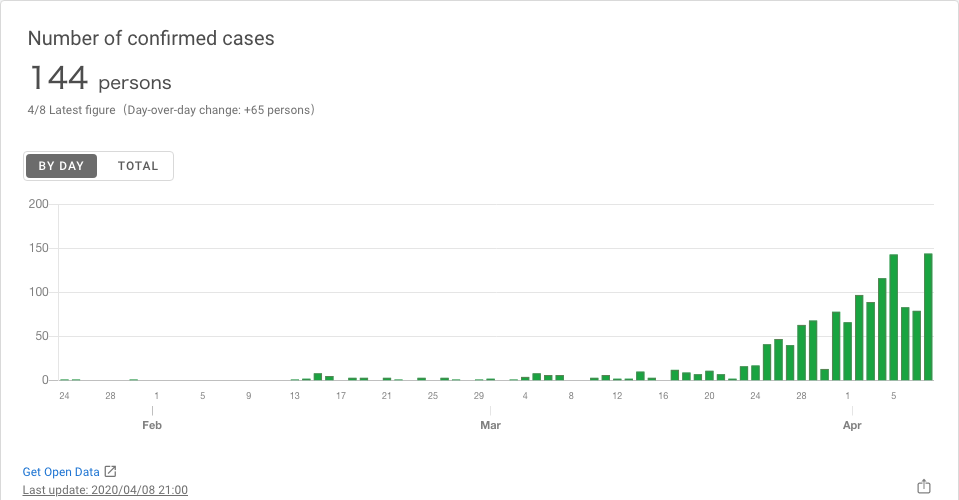 Number of confirmed cases
144 persons
4/8 Latest figure（Day-over-day change: +65 persons）
BY DAY TOTAL
200
150
100
50
0
24 28 1 5 9 13 17 21 25 29 4 8 12 16 20 24 28 1 5
Feb Mar Apr
Get Open Data
Last update: 2020/04/08 21:00